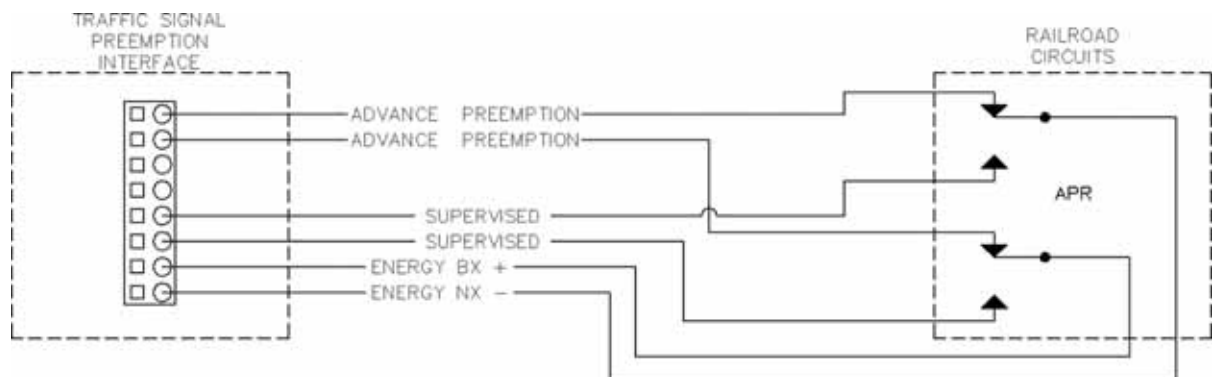 TRAFFIC SIGNAL
PREEMPTION
INTERFACE
RAILROAD
CIRCUITS
ADVANCE PREEMPTION
ADVANCE PREEMPTION
APR
SUPERVISED
SUPERVISED
ENERGY BX +
ENERGY NX -